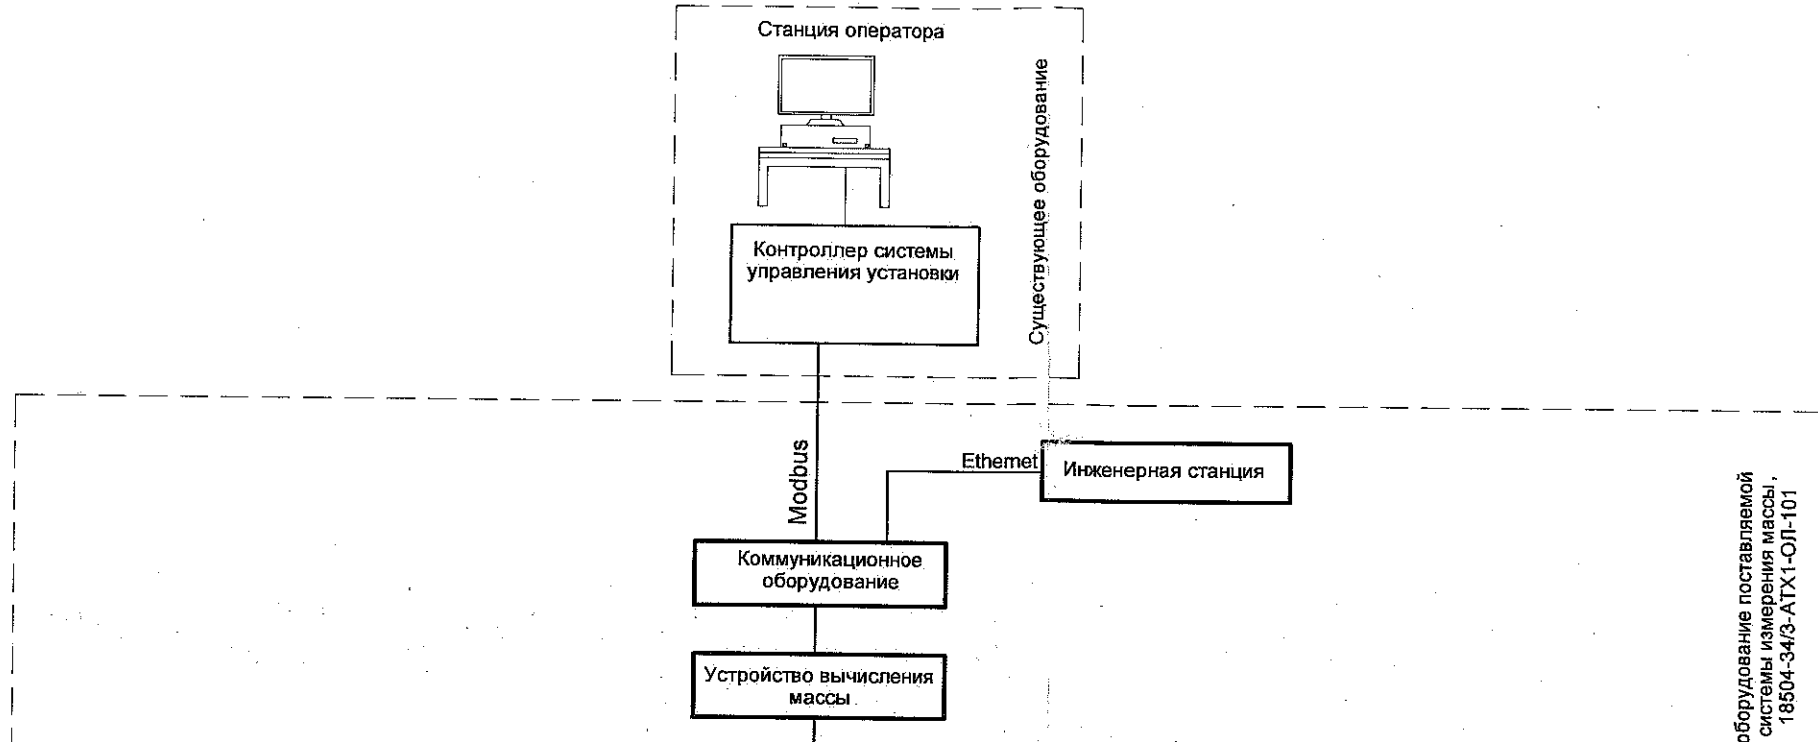 Станция оператора
Существующее оборудование
Контроллер системы
управления установки
Modbus
Ethernet
Инженерная станция
Коммуникационное
оборудование
Устройство вычисления
массы
оборудование поставляемой
системы измерения массы,
18504-34/3-АТХ1-ОЛ-101